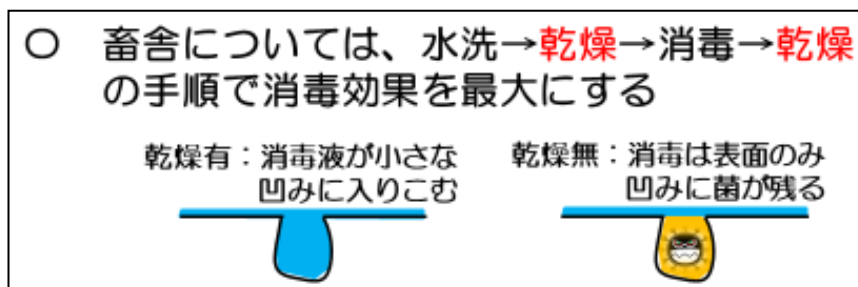 ○ 畜舎については、水洗→乾燥→消毒→乾燥
の手順で消毒効果を最大にする
乾燥有：消毒液が小さな
凹みに入りこむ
乾燥無：消毒は表面のみ
凹みに菌が残る